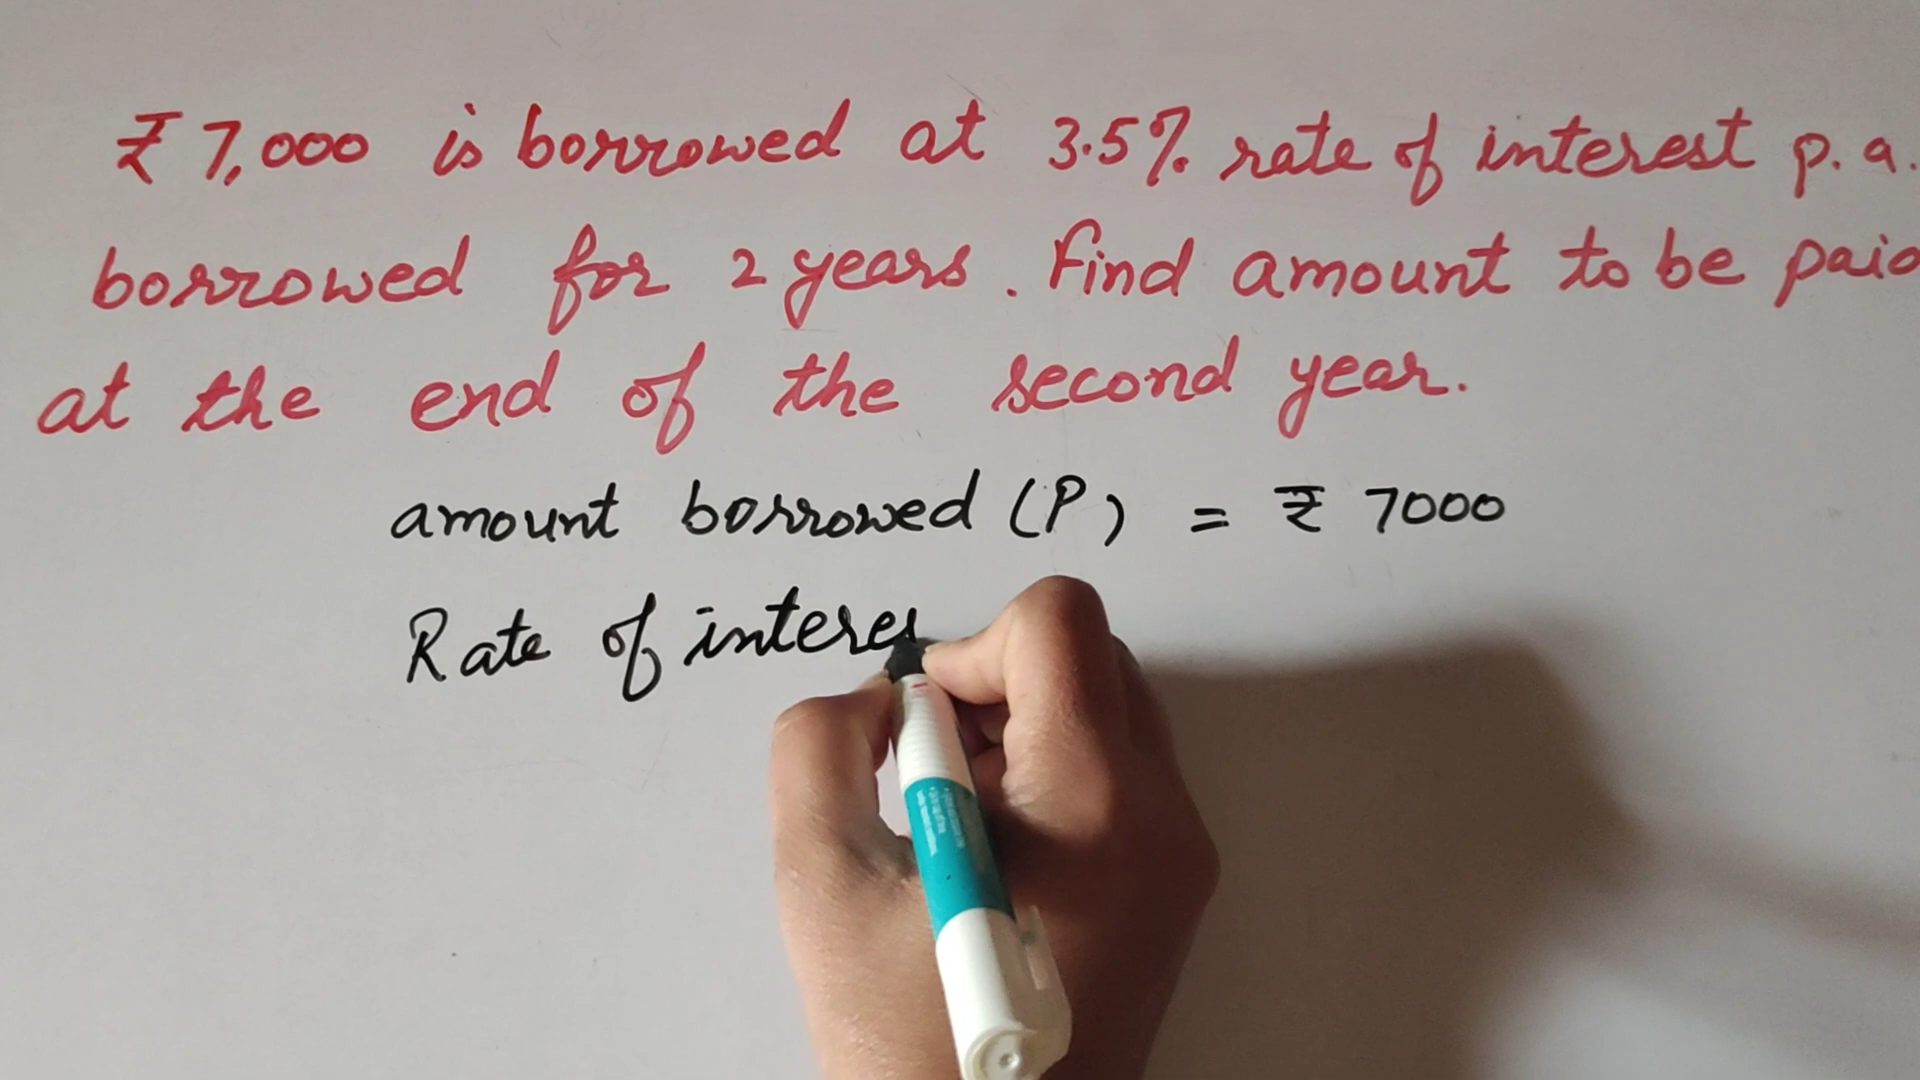 ₹ 7,000 is borrowed at 3.5% rate of interest p.a.
borrowed for 2 years. Find amount to be paid
at the end of the second year.
amount borrowed (P) = ₹ 7000
Rate of interes